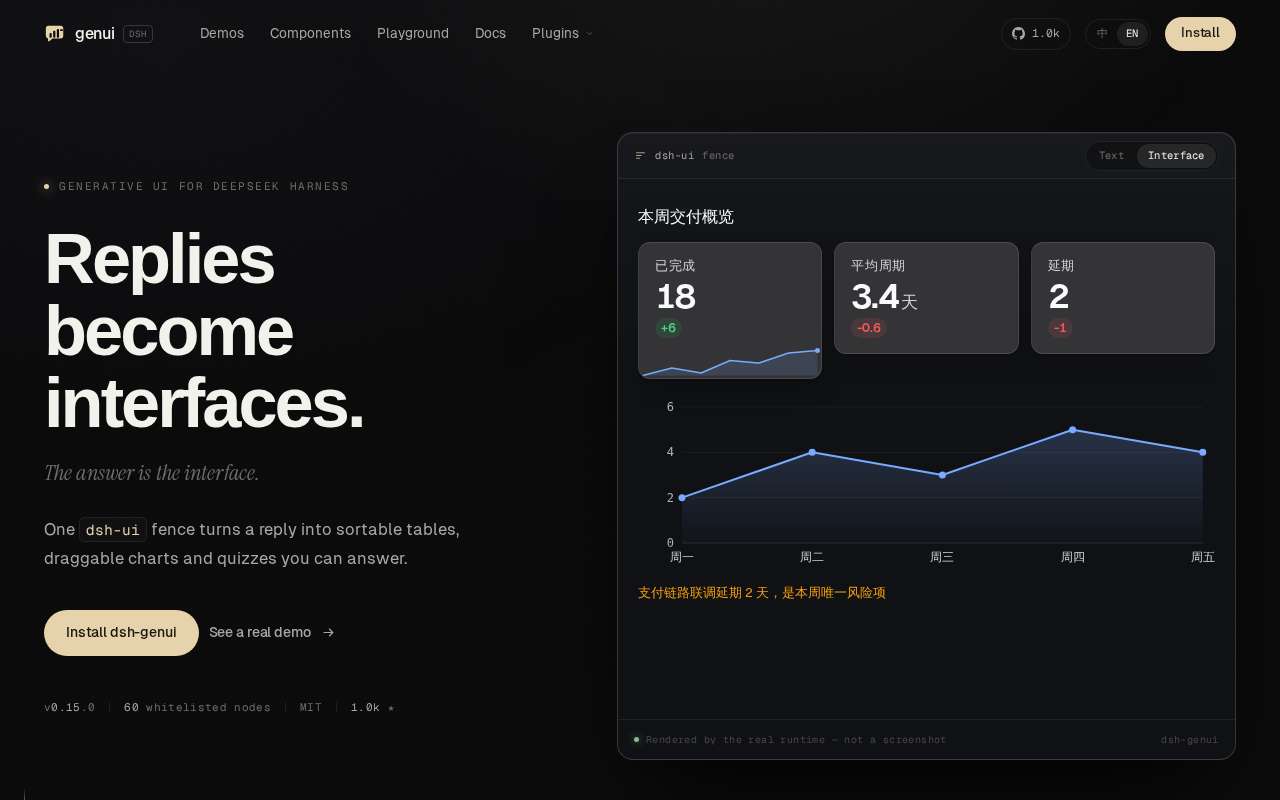 genui DSH Demos Components Playground Docs Plugins 1.0k 中 EN Install
GENERATIVE UI FOR DEEPSEEK HARNESS
Replies
become
interfaces.
The answer is the interface.
One dsh-ui fence turns a reply into sortable tables,
draggable charts and quizzes you can answer.
Install dsh-genui See a real demo →
v0.15.0 60 whitelisted nodes MIT 1.0k ★
dsh-ui fence Text Interface
本周交付概览
已完成
18
+6
平均周期
3.4天
-0.6
延期
2
-1
6
4
2
0
周一 周二 周三 周四 周五
支付链路联调延期 2 天，是本周唯一风险项
Rendered by the real runtime — not a screenshot dsh-genui